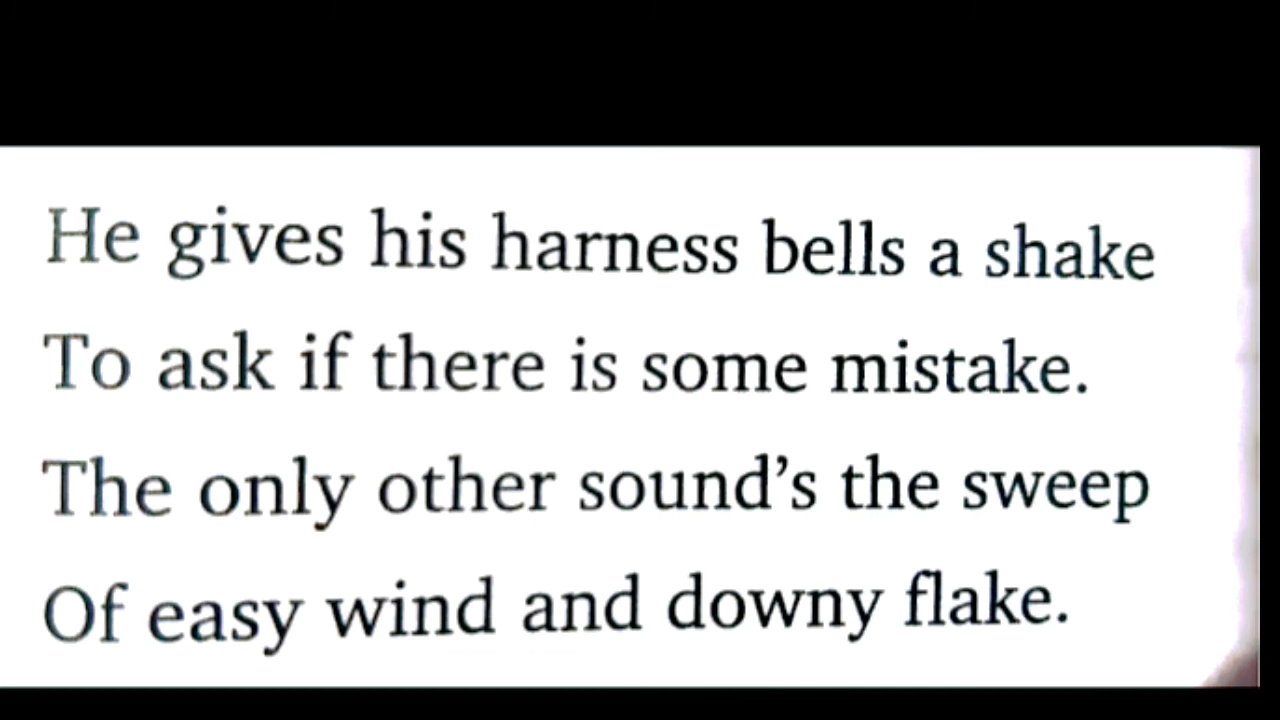 He gives his harness bells a shake
To ask if there is some mistake.
The only other sound’s the sweep
Of easy wind and downy flake.